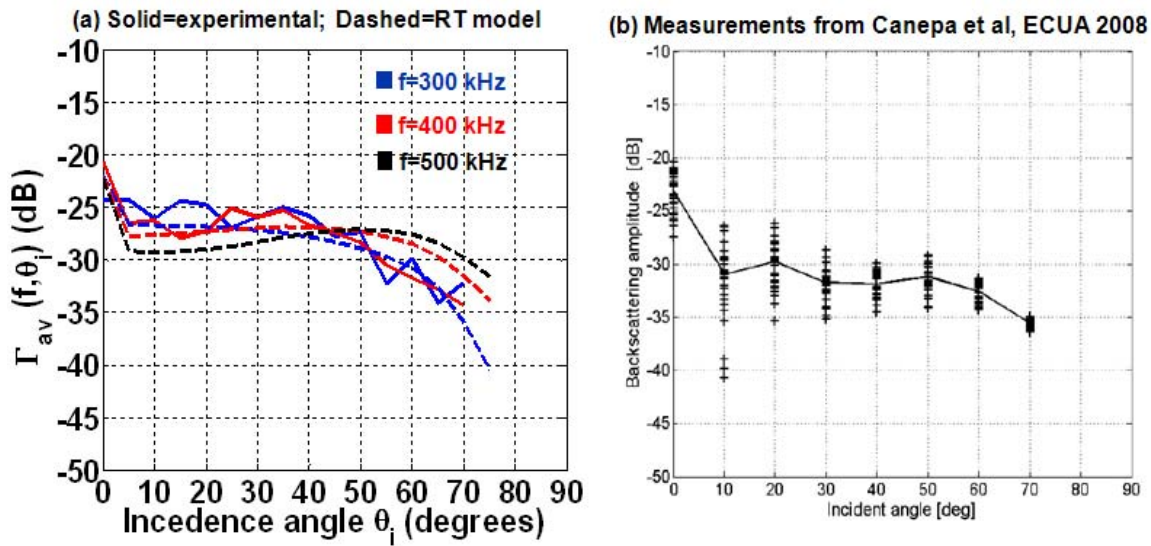 (a) Solid=experimental; Dashed=RT model
-10
-15
-20
-25
-30
-35
-40
-45
-50
0 10 20 30 40 50 60 70 80 90
Γav (f,θi) (dB)
Incedence angle θi (degrees)
f=300 kHz
f=400 kHz
f=500 kHz
(b) Measurements from Canepa et al, ECUA 2008
-10
-15
-20
-25
-30
-35
-40
-45
-50
0 10 20 30 40 50 60 70 80 90
Backscattering amplitude [dB]
Incident angle [deg]